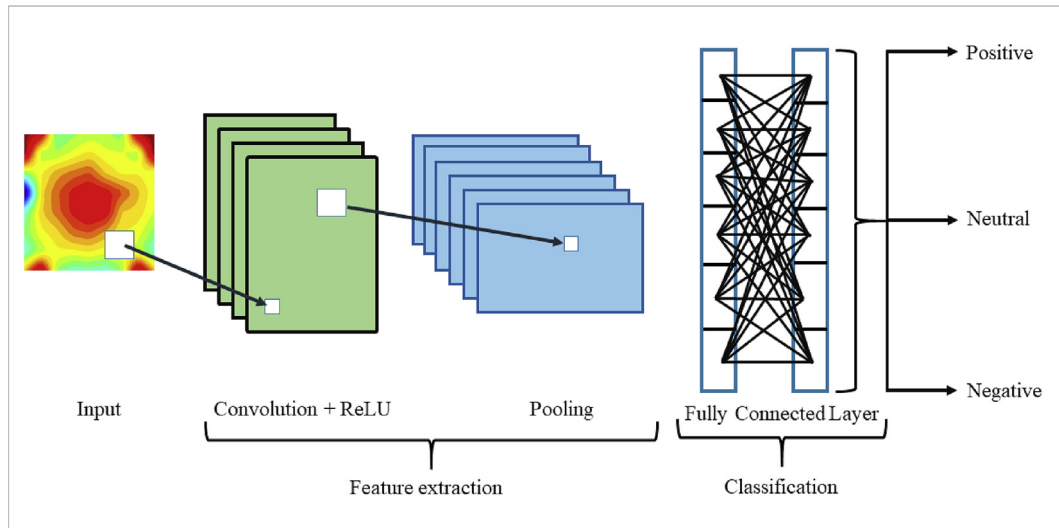 Positive
Neutral
Negative
Input
Convolution + ReLU
Pooling
Fully Connected Layer
Feature extraction
Classification